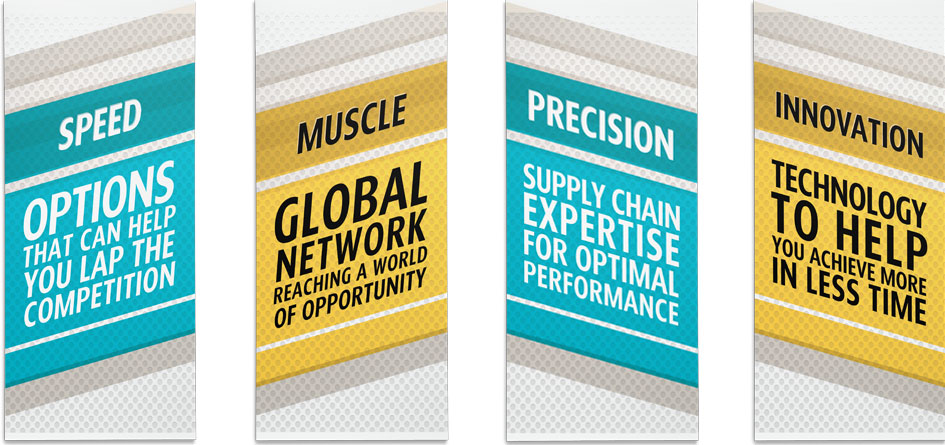 SPEED
OPTIONS
THAT CAN HELP
YOU LAP THE
COMPETITION
MUSCLE
GLOBAL
NETWORK
REACHING A WORLD
OF OPPORTUNITY
PRECISION
SUPPLY CHAIN
EXPERTISE
FOR OPTIMAL
PERFORMANCE
INNOVATION
TECHNOLOGY
TO HELP
YOU ACHIEVE MORE
IN LESS TIME